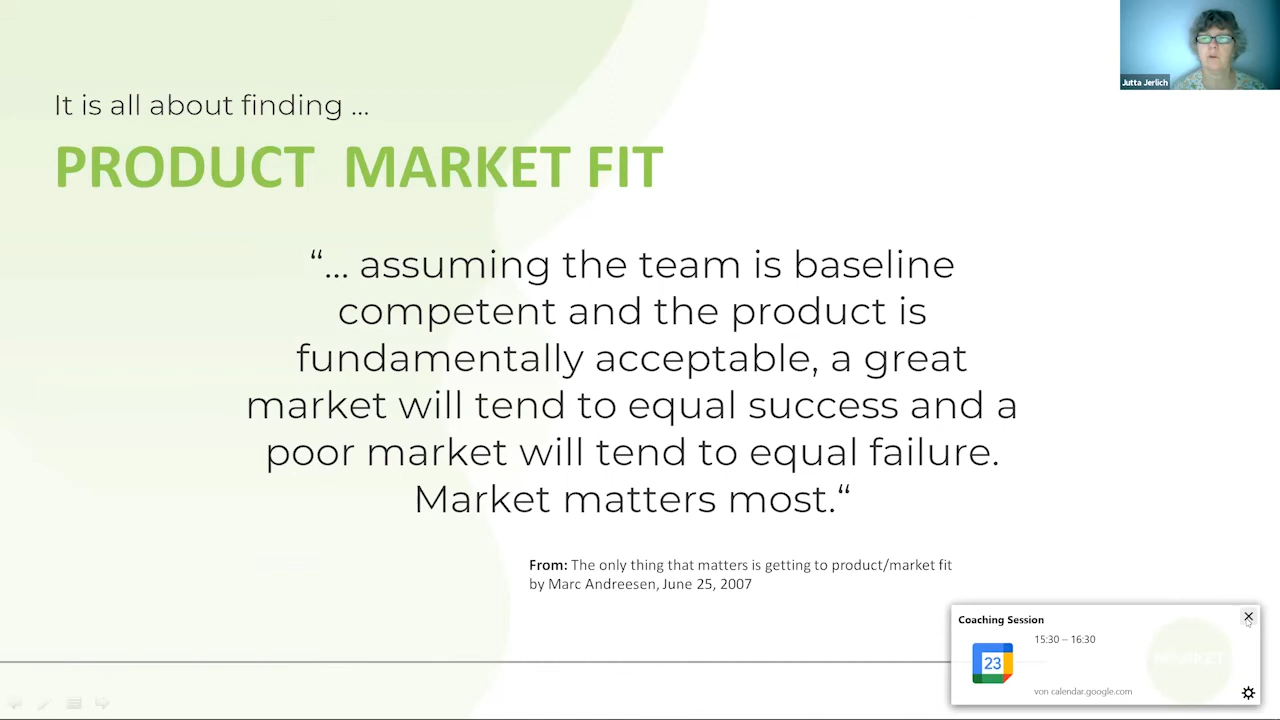 Jutta Jerlich
It is all about finding ...
PRODUCT MARKET FIT
“... assuming the team is baseline
competent and the product is
fundamentally acceptable, a great
market will tend to equal success and a
poor market will tend to equal failure.
Market matters most.“
From: The only thing that matters is getting to product/market fit
by Marc Andreesen, June 25, 2007
Coaching Session
15:30 – 16:30
23
MARKET
von calendar.google.com